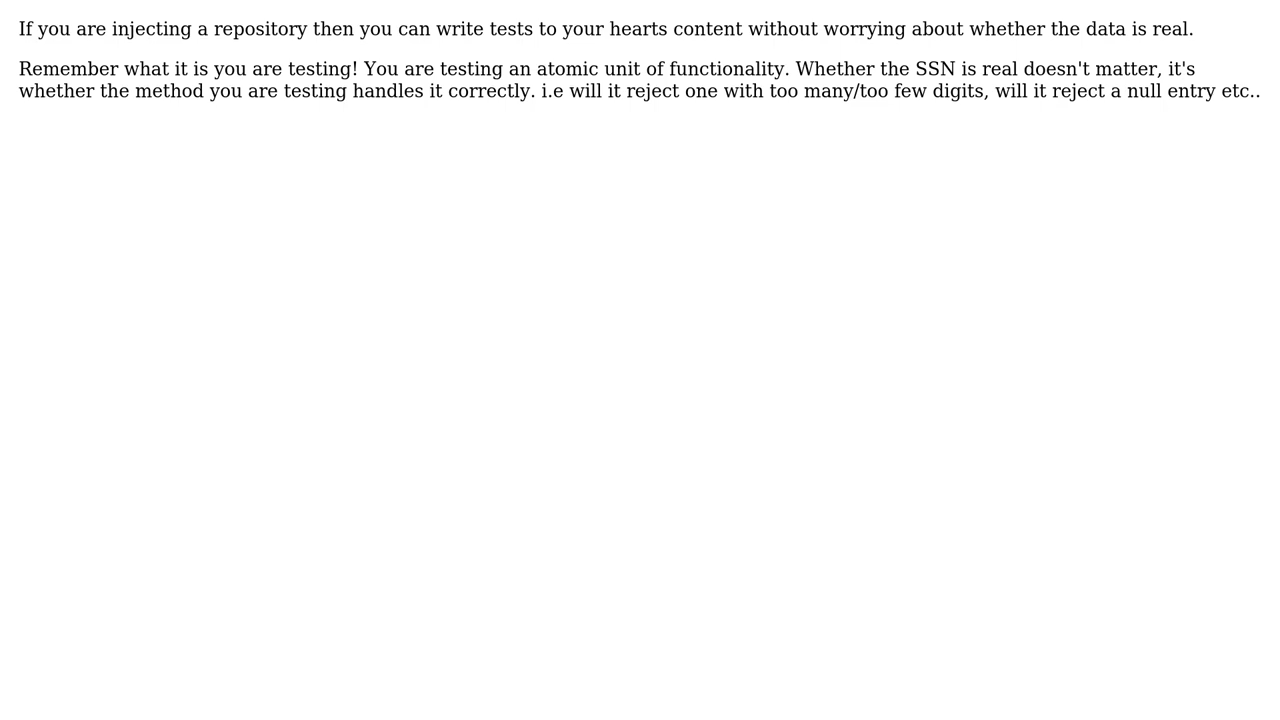 If you are injecting a repository then you can write tests to your hearts content without worrying about whether the data is real.
Remember what it is you are testing! You are testing an atomic unit of functionality. Whether the SSN is real doesn't matter, it's
whether the method you are testing handles it correctly. i.e will it reject one with too many/too few digits, will it reject a null entry etc..